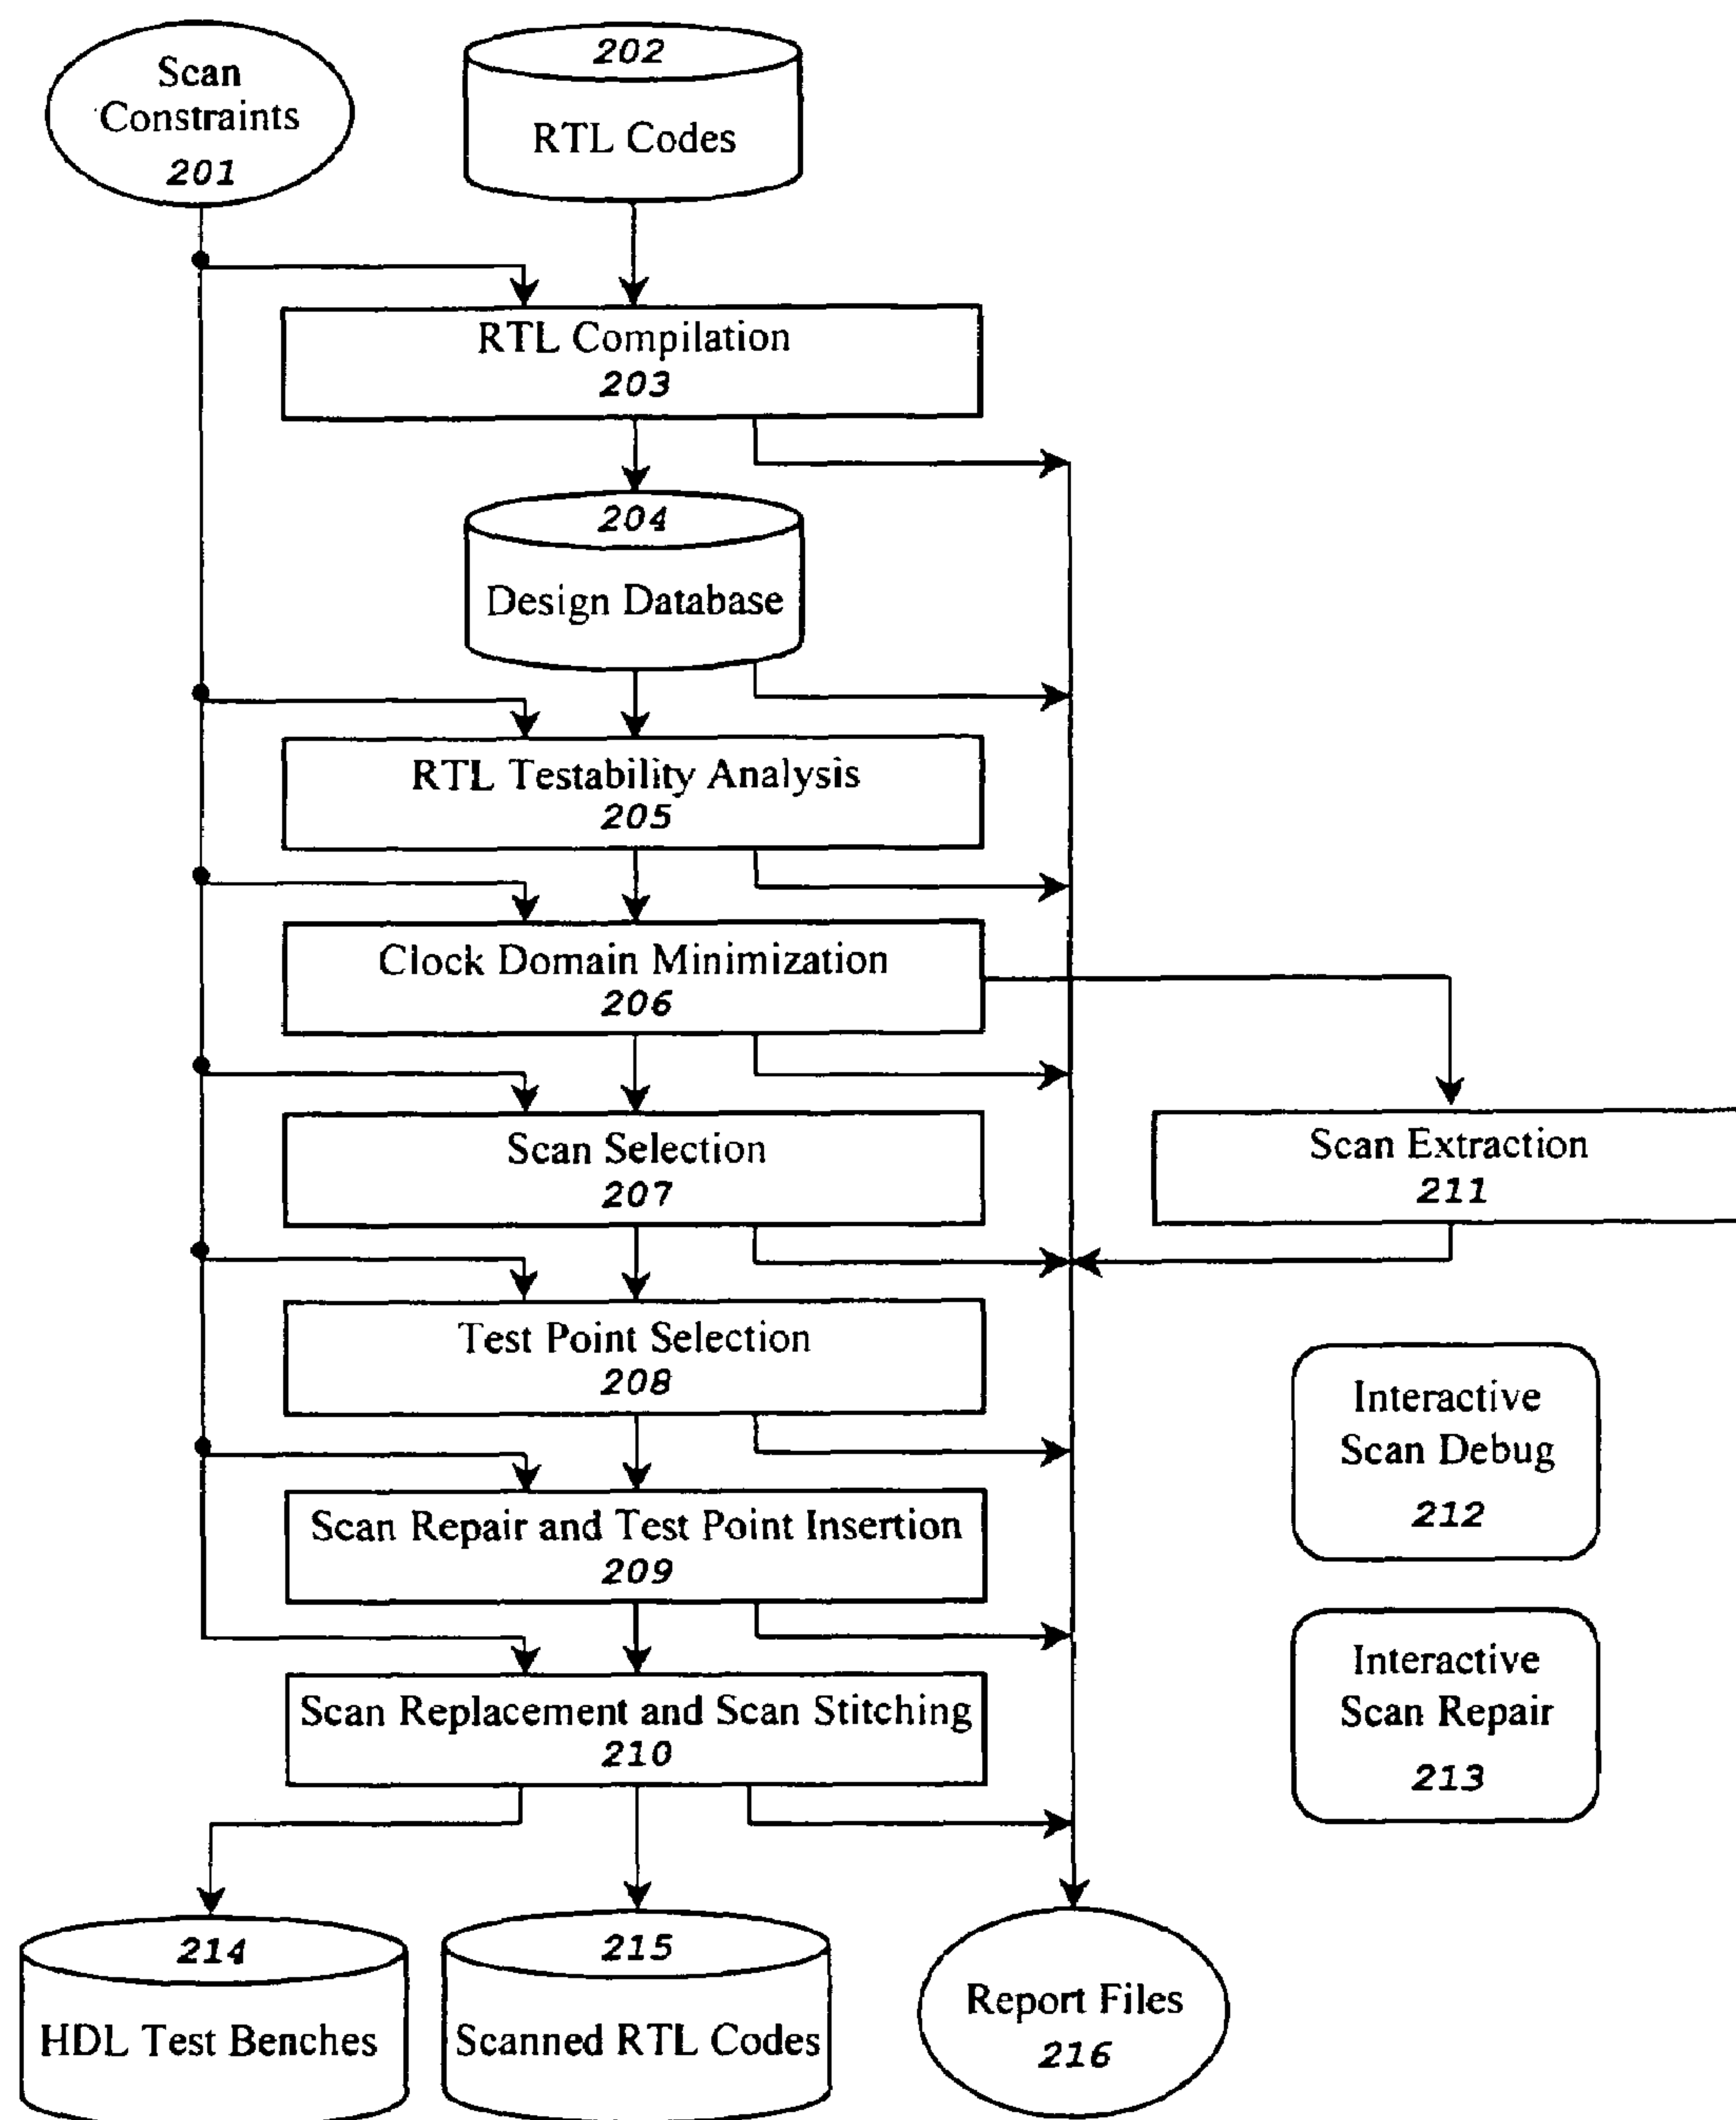 Scan
Constraints
201
202
RTL Codes
RTL Compilation
203
204
Design Database
RTL Testability Analysis
205
Clock Domain Minimization
206
Scan Selection
207
Scan Extraction
211
Test Point Selection
208
Interactive
Scan Debug
212
Scan Repair and Test Point Insertion
209
Interactive
Scan Repair
213
Scan Replacement and Scan Stitching
210
214
HDL Test Benches
215
Scanned RTL Codes
Report Files
216